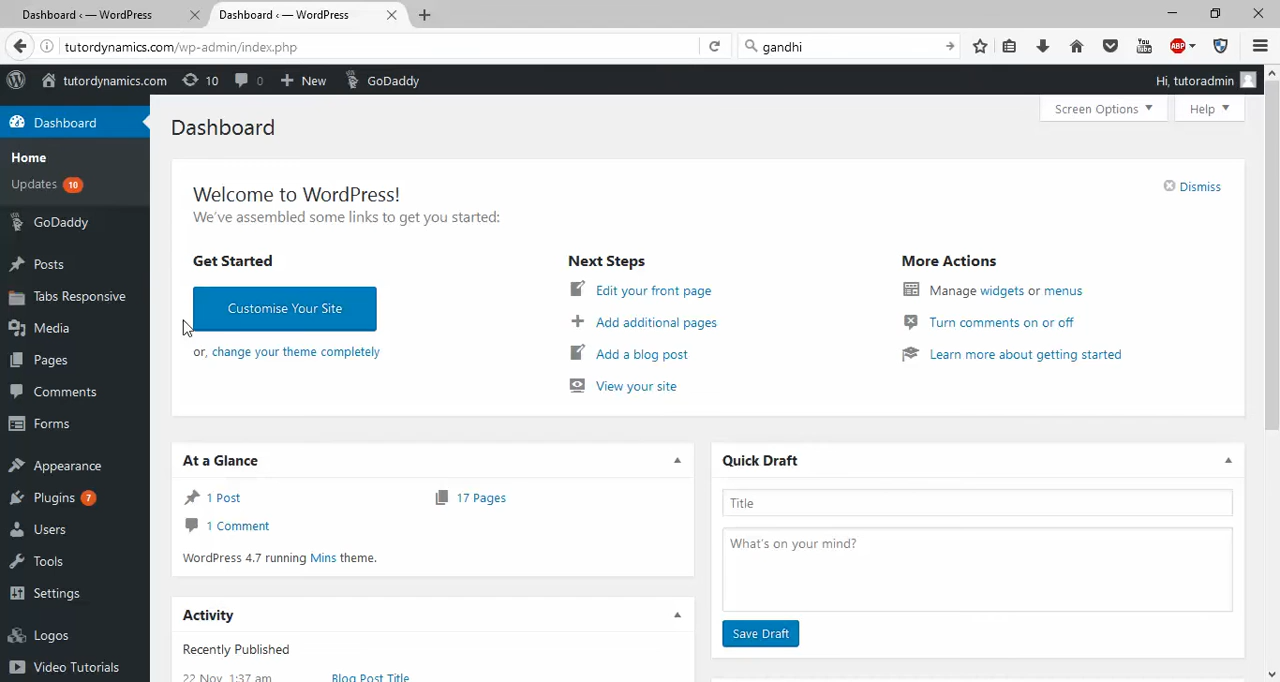 Dashboard ‹ — WordPress
Dashboard ‹ — WordPress
tutordynamics.com/wp-admin/index.php
gandhi
You
Tube
ABP
tutordynamics.com
10
0
New
GoDaddy
Hi, tutoradmin
Dashboard
Home
Updates 10
GoDaddy
Posts
Tabs Responsive
Media
Pages
Comments
Forms
Appearance
Plugins 7
Users
Tools
Settings
Logos
Video Tutorials
Screen Options
Help
Dashboard
Welcome to WordPress!
We've assembled some links to get you started:
Dismiss
Get Started
Customise Your Site
or, change your theme completely
Next Steps
Edit your front page
Add additional pages
Add a blog post
View your site
More Actions
Manage widgets or menus
Turn comments on or off
Learn more about getting started
At a Glance
1 Post
17 Pages
1 Comment
WordPress 4.7 running Mins theme.
Activity
Recently Published
22 Nov, 1:37 am
Blog Post Title
Quick Draft
Title
What's on your mind?
Save Draft